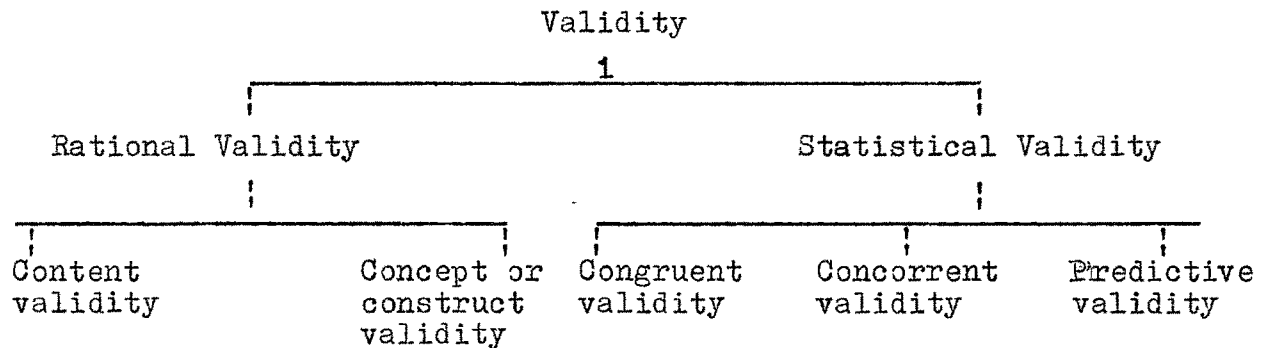 Validity
1
Rational Validity Statistical Validity
Content Concept or Congruent Concorrent Predictive
validity construct validity validity validity
validity